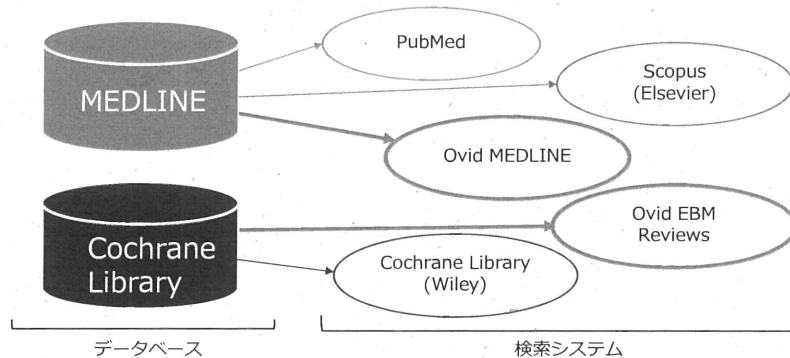 PubMed
MEDLINE
Scopus
(Elsevier)
Ovid MEDLINE
Cochrane
Library
Ovid EBM
Reviews
Cochrane Library
(Wiley)
データベース
検索システム